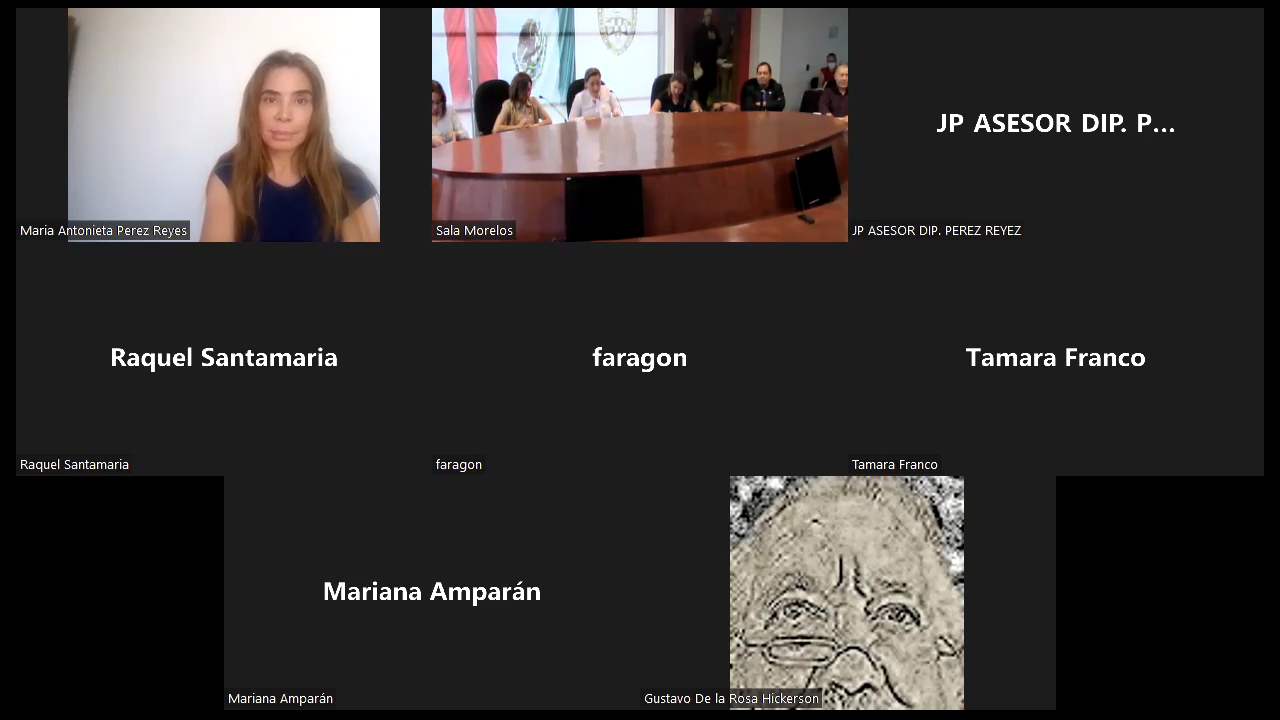 Maria Antonieta Perez Reyes
Sala Morelos
JP ASESOR DIP. P...
JP ASESOR DIP. PEREZ REYEZ
Raquel Santamaria
Raquel Santamaria
faragon
faragon
Tamara Franco
Tamara Franco
Mariana Amparán
Mariana Amparán
Gustavo De la Rosa Hickerson